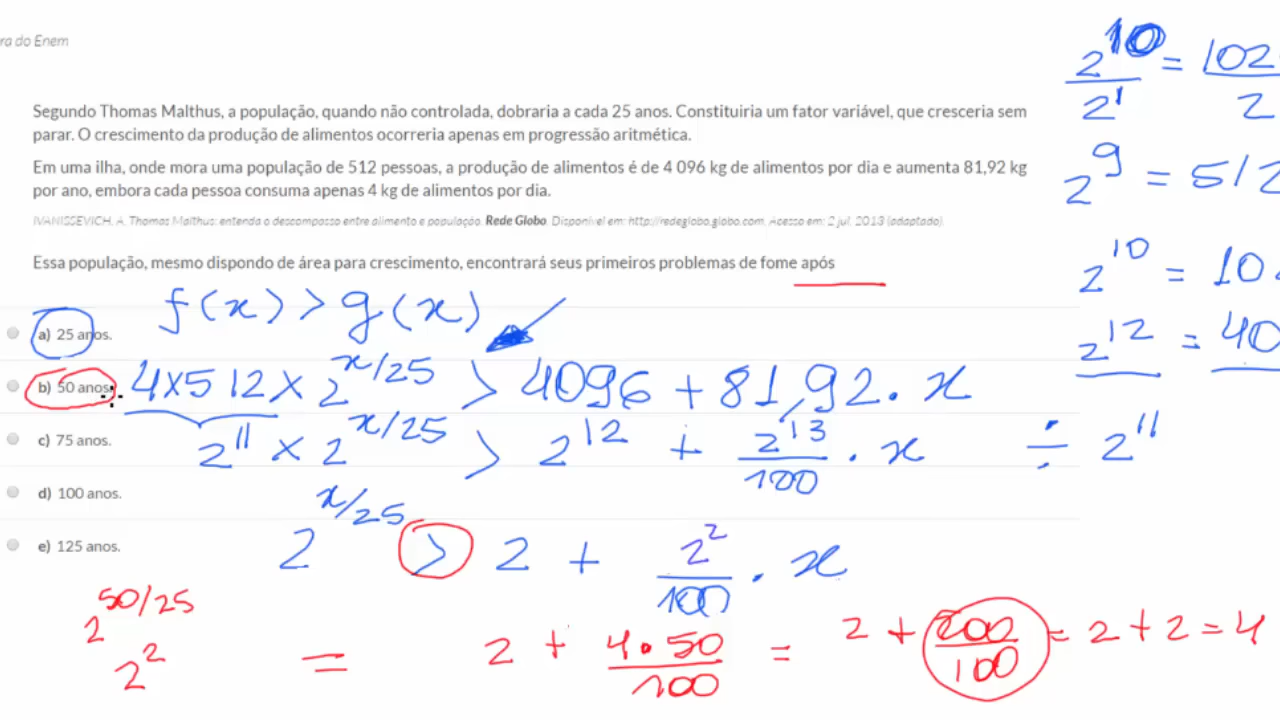 ra do Enem
Segundo Thomas Malthus, a população, quando não controlada, dobraria a cada 25 anos. Constituiria um fator variável, que cresceria sem
parar. O crescimento da produção de alimentos ocorreria apenas em progressão aritmética.
Em uma ilha, onde mora uma população de 512 pessoas, a produção de alimentos é de 4 096 kg de alimentos por dia e aumenta 81,92 kg
por ano, embora cada pessoa consuma apenas 4 kg de alimentos por dia.
IVANISSEVICH, A. Thomas Malthus: entenda o descompasso entre alimento e população. Rede Globo. Disponível em: http://redeglobo.globo.com. Acesso em: 2 jul. 2013 (adaptado).
Essa população, mesmo dispondo de área para crescimento, encontrará seus primeiros problemas de fome após
a) 25 anos.
b) 50 anos.
c) 75 anos.
d) 100 anos.
e) 125 anos.
f(x) > g(x)
4x512 x 2^x/25 > 4096 + 81,92 . x
2^11 x 2^x/25 > 2^12 + 2^13/100 . x ÷ 2^11
2^x/25 > 2 + 2^2/100 . x
2^50/25
2^2 = 2 + 4.50/100 = 2 + 200/100 = 2 + 2 = 4
2^10/2^1 = 102/2
2^9 = 512
2^10 = 10
2^12 = 40